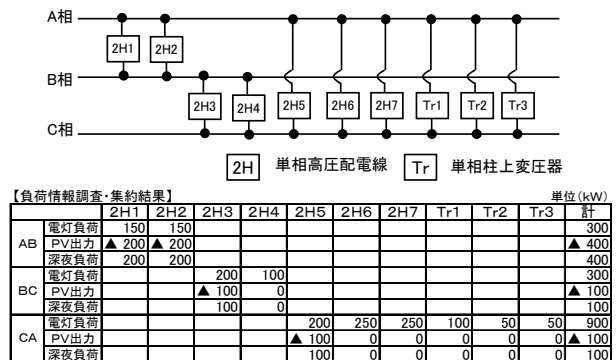 A相
2H1 2H2
B相
2H3 2H4 2H5 2H6 2H7 Tr1 Tr2 Tr3
C相
2H 単相高圧配電線 Tr 単相柱上変圧器
【負荷情報調査・集約結果】 単位(kW)
2H1 2H2 2H3 2H4 2H5 2H6 2H7 Tr1 Tr2 Tr3 計
AB 電灯負荷 150 150 300
PV出力 ▲ 200 ▲ 200 ▲ 400
深夜負荷 200 200 400
BC 電灯負荷 200 100 300
PV出力 ▲ 100 0 ▲ 100
深夜負荷 100 0 100
CA 電灯負荷 200 250 250 100 50 50 900
PV出力 ▲ 100 0 0 0 0 0 ▲ 100
深夜負荷 100 0 0 0 0 0 100